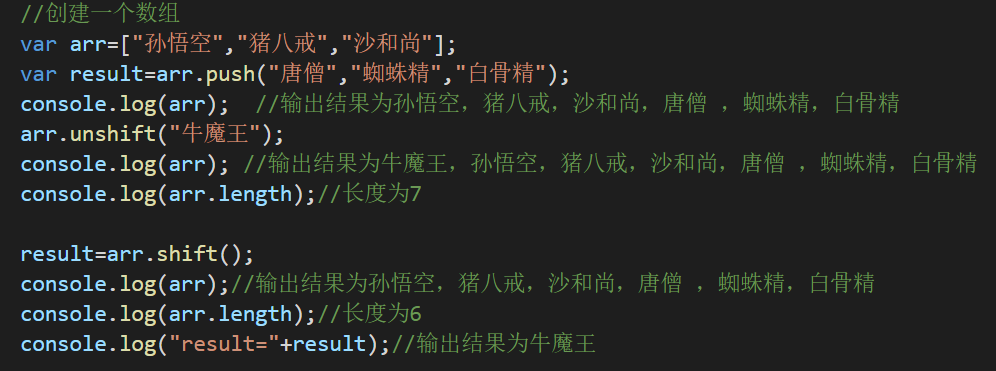 //创建一个数组
var arr=["孙悟空","猪八戒","沙和尚"];
var result=arr.push("唐僧","蜘蛛精","白骨精");
console.log(arr);  //输出结果为孙悟空，猪八戒，沙和尚，唐僧 ，蜘蛛精，白骨精
arr.unshift("牛魔王");
console.log(arr); //输出结果为牛魔王，孙悟空，猪八戒，沙和尚，唐僧 ，蜘蛛精，白骨精
console.log(arr.length);//长度为7
result=arr.shift();
console.log(arr);//输出结果为孙悟空，猪八戒，沙和尚，唐僧 ，蜘蛛精，白骨精
console.log(arr.length);//长度为6
console.log("result="+result);//输出结果为牛魔王